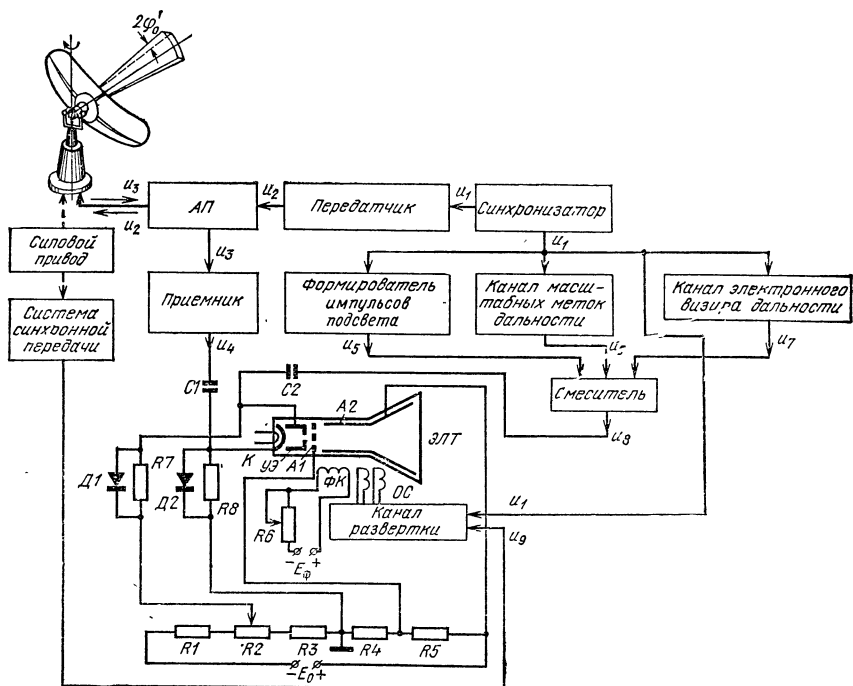 2φ₀'
u₃
u₂
АП
u₂
Передатчик
u₁
Синхронизатор
u₃
u₁
Силовой
привод
Приемник
Формирователь
импульсов
подсвета
Канал масш-
табных меток
дальности
Канал электронного
визира дальности
Система
синхронной
передачи
u₄
u₅
u₇
C1
C2
Смеситель
A2
ЭЛТ
u₈
Д1
R7
Д2
R8
К
УЭ
A1
ФК
ОС
R6
Канал
развертки
u₁
u₉
− Eф +
R1
R2
R3
R4
R5
− E₀ +